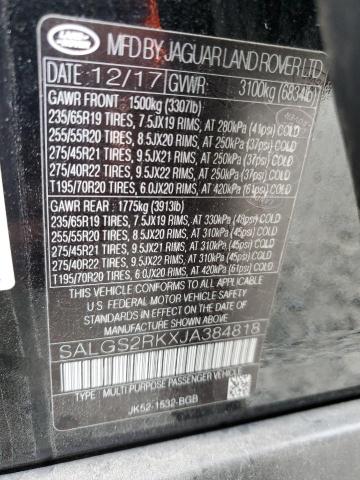 LAND
ROVER
MFD BY JAGUAR LAND ROVER LTD
DATE 12/17 GVWR: 3100kg (6834lb)
GAWR FRONT : 1500kg (3307lb)
235/65R19 TIRES, 7.5JX19 RIMS, AT 280kPa (41psi) COLD
255/55R20 TIRES, 8.5JX20 RIMS, AT 250kPa (37psi) COLD
275/45R21 TIRES, 9.5JX21 RIMS, AT 250kPa (37psi) COLD
275/40R22 TIRES, 9.5JX22 RIMS, AT 250kPa (37psi) COLD
T195/70R20 TIRES, 6.0JX20 RIMS, AT 420kPa (61psi) COLD
GAWR REAR: 1775kg (3913lb)
235/65R19 TIRES, 7.5JX19 RIMS, AT 330kPa (48psi) COLD
255/55R20 TIRES, 8.5JX20 RIMS, AT 310kPa (45psi) COLD
275/45R21 TIRES, 9.5JX21 RIMS, AT 310kPa (45psi) COLD
275/40R22 TIRES, 9.5JX22 RIMS, AT 310kPa (45psi) COLD
T195/70R20 TIRES, 6.0JX20 RIMS, AT 420kPa (61psi) COLD
THIS VEHICLE CONFORMS TO ALL APPLICABLE
U.S FEDERAL MOTOR VEHICLE SAFETY, BUMPER, AND
THEFT PREVENTION STANDARDS IN EFFECT
ON THE DATE OF MANUFACTURE SHOWN ABOVE
SALGS2RKXJA384818
TYPE: MULTI PURPOSE PASSENGER VEHICLE
JK52-1532-BGB